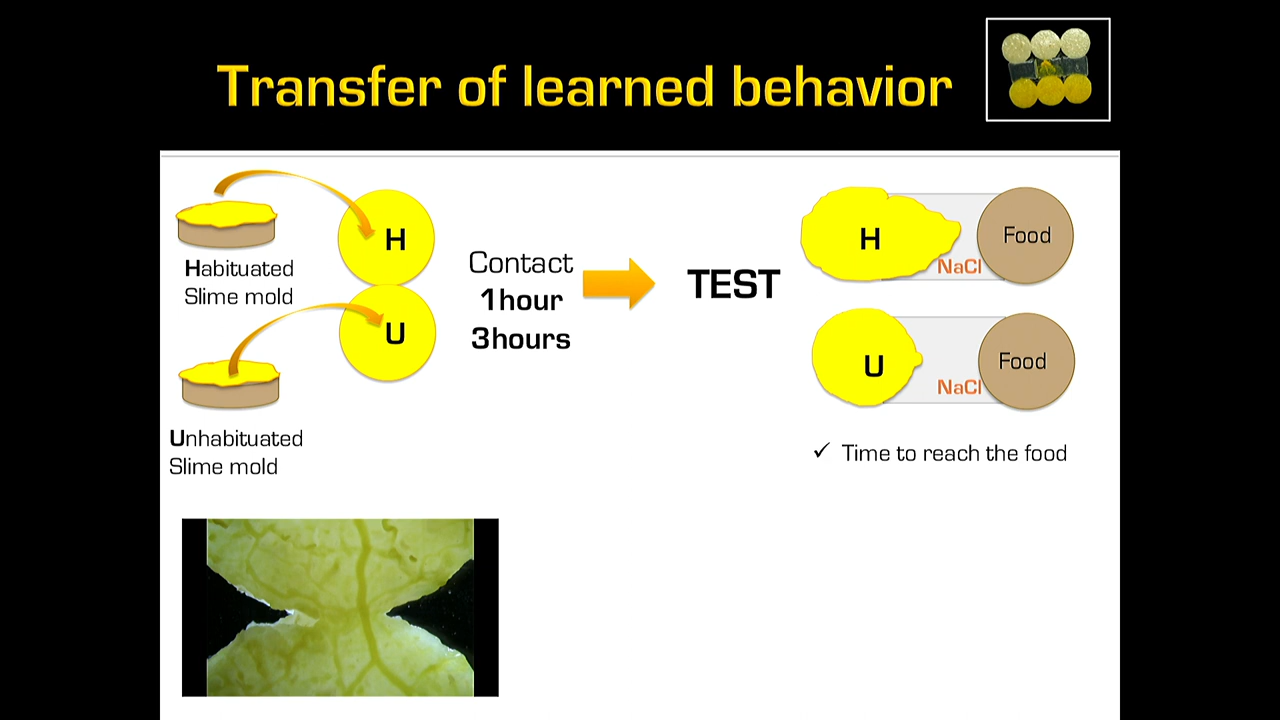 Transfer of learned behavior
H
Habituated
Slime mold
U
Unhabituated
Slime mold
Contact
1hour
3hours
TEST
H
NaCl
Food
U
NaCl
Food
✓ Time to reach the food